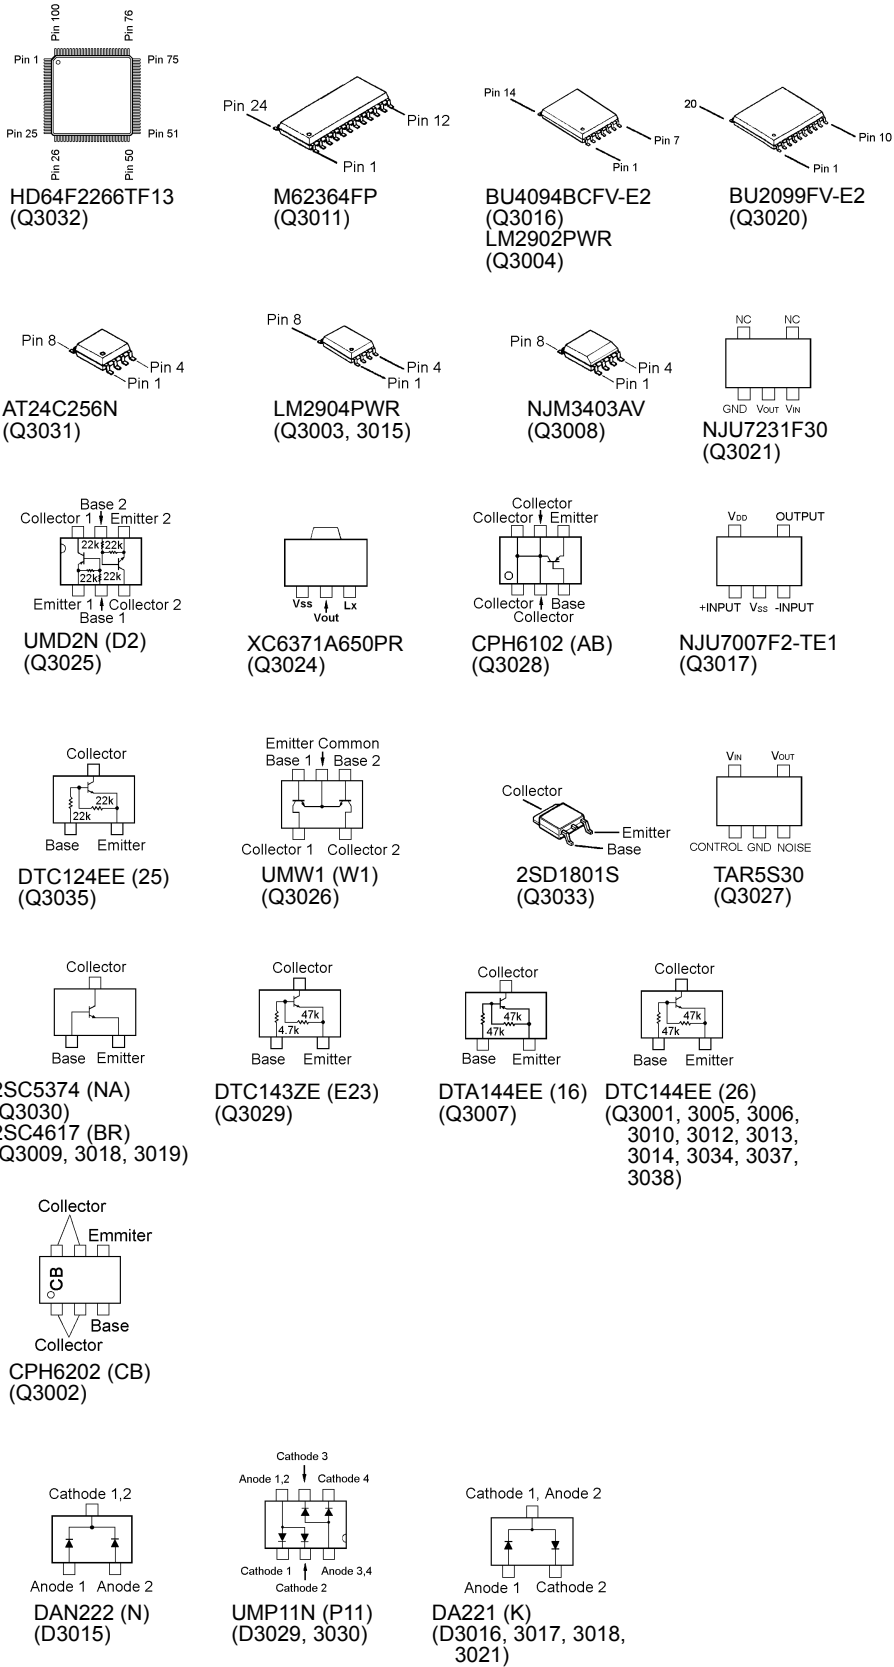 Pin 100
Pin 76
Pin 1
Pin 75
Pin 25
Pin 51
Pin 26
Pin 50
HD64F2266TF13
(Q3032)
Pin 24
Pin 12
Pin 1
M62364FP
(Q3011)
Pin 14
Pin 7
Pin 1
BU4094BCFV-E2
(Q3016)
LM2902PWR
(Q3004)
20
Pin 10
Pin 1
BU2099FV-E2
(Q3020)
Pin 8
Pin 4
Pin 1
AT24C256N
(Q3031)
Pin 8
Pin 4
Pin 1
LM2904PWR
(Q3003, 3015)
Pin 8
Pin 4
Pin 1
NJM3403AV
(Q3008)
NC NC
GND VOUT VIN
NJU7231F30
(Q3021)
Base 2
Collector 1 Emitter 2
22k 22k
22k 22k
Emitter 1 Collector 2
Base 1
UMD2N (D2)
(Q3025)
Vss Lx
Vout
XC6371A650PR
(Q3024)
Collector
Collector Emitter
Collector Base
Collector
CPH6102 (AB)
(Q3028)
VDD OUTPUT
+INPUT VSS -INPUT
NJU7007F2-TE1
(Q3017)
Collector
22k
22k
Base Emitter
DTC124EE (25)
(Q3035)
Emitter Common
Base 1 Base 2
Collector 1 Collector 2
UMW1 (W1)
(Q3026)
Collector
Emitter
Base
2SD1801S
(Q3033)
VIN VOUT
CONTROL GND NOISE
TAR5S30
(Q3027)
Collector
Base Emitter
2SC5374 (NA)
(Q3030)
2SC4617 (BR)
(Q3009, 3018, 3019)
Collector
47k
4.7k
Base Emitter
DTC143ZE (E23)
(Q3029)
Collector
47k
47k
Base Emitter
DTA144EE (16)
(Q3007)
Collector
47k
47k
Base Emitter
DTC144EE (26)
(Q3001, 3005, 3006,
3010, 3012, 3013,
3014, 3034, 3037,
3038)
Collector
Emmiter
CB
Base
Collector
CPH6202 (CB)
(Q3002)
Cathode 1,2
Anode 1 Anode 2
DAN222 (N)
(D3015)
Cathode 3
Anode 1,2 Cathode 4
Cathode 1 Anode 3,4
Cathode 2
UMP11N (P11)
(D3029, 3030)
Cathode 1, Anode 2
Anode 1 Cathode 2
DA221 (K)
(D3016, 3017, 3018,
3021)